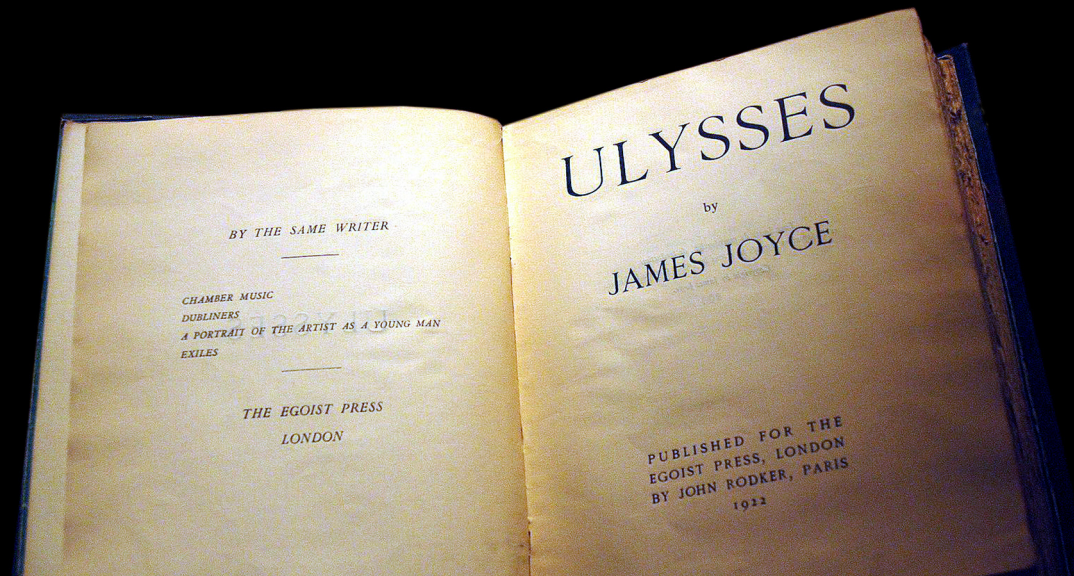 BY THE SAME WRITER
CHAMBER MUSIC
DUBLINERS
A PORTRAIT OF THE ARTIST AS A YOUNG MAN
EXILES
THE EGOIST PRESS
LONDON
ULYSSES
by
JAMES JOYCE
PUBLISHED FOR THE
EGOIST PRESS, LONDON
BY JOHN RODKER, PARIS
1922